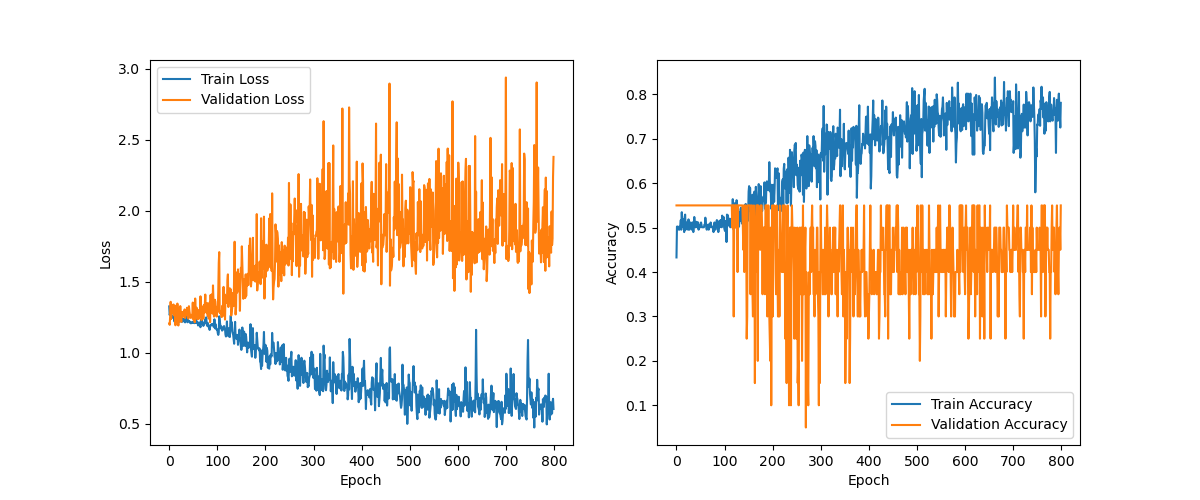 3.0
2.5
2.0
1.5
1.0
0.5
Loss
0 100 200 300 400 500 600 700 800
Epoch
Train Loss
Validation Loss
0.8
0.7
0.6
0.5
0.4
0.3
0.2
0.1
Accuracy
0 100 200 300 400 500 600 700 800
Epoch
Train Accuracy
Validation Accuracy